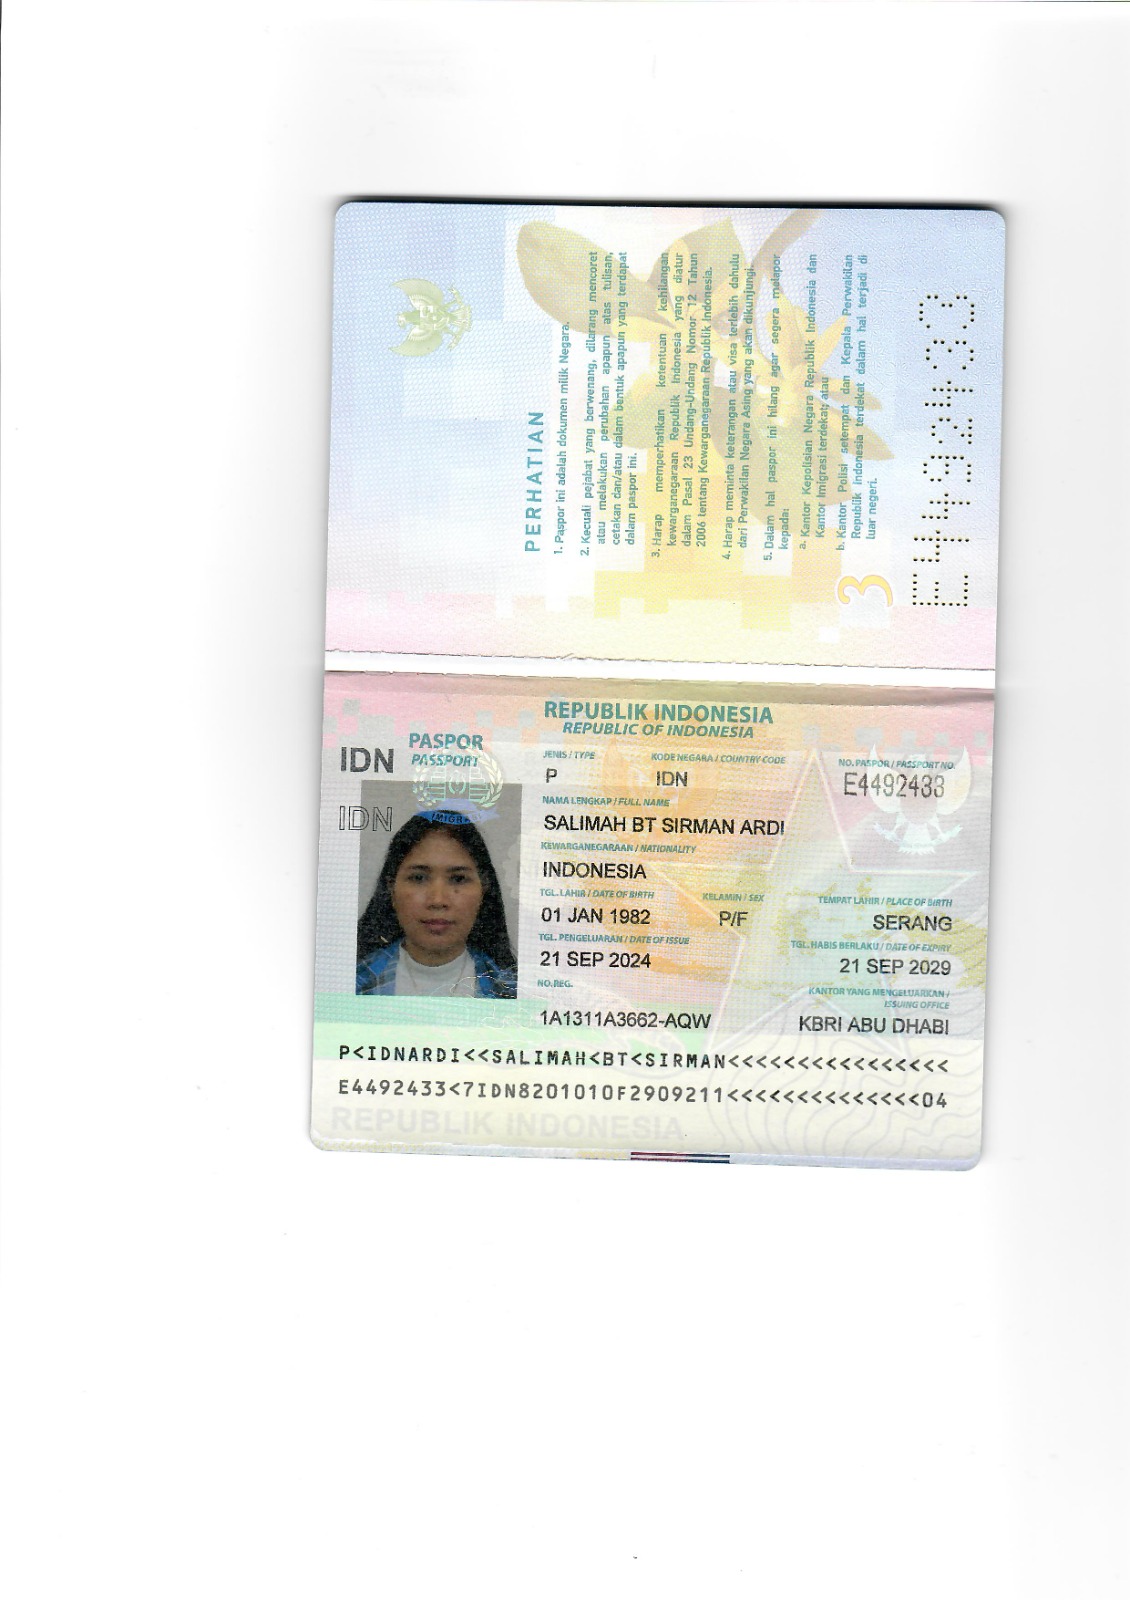 PERHATIAN
1. Paspor ini adalah dokumen milik Negara.
2. Kecuali pejabat yang berwenang, dilarang mencoret
atau melakukan perubahan apapun atas tulisan,
cetakan dan/atau dalam bentuk apapun yang terdapat
dalam paspor ini.
3. Harap memperhatikan ketentuan kehilangan
kewarganegaraan Republik Indonesia yang diatur
dalam Pasal 23 Undang-Undang Nomor 12 Tahun
2006 tentang Kewarganegaraan Republik Indonesia.
4. Harap meminta keterangan atau visa terlebih dahulu
dari Perwakilan Negara Asing yang akan dikunjungi.
5. Dalam hal paspor ini hilang agar segera melapor
kepada:
a. Kantor Kepolisian Negara Republik Indonesia dan
Kantor Imigrasi terdekat; atau
b. Kantor Polisi setempat dan Kepala Perwakilan
Republik Indonesia terdekat dalam hal terjadi di
luar negeri.
3
E4492433
REPUBLIK INDONESIA
REPUBLIC OF INDONESIA
IDN
PASPOR
PASSPORT
JENIS / TYPE
KODE NEGARA / COUNTRY CODE
NO. PASPOR / PASSPORT NO.
P
IDN
E4492433
IDN
IMIGRASI
NAMA LENGKAP / FULL NAME
SALIMAH BT SIRMAN ARDI
KEWARGANEGARAAN / NATIONALITY
INDONESIA
TGL. LAHIR / DATE OF BIRTH
KELAMIN / SEX
TEMPAT LAHIR / PLACE OF BIRTH
01 JAN 1982
P/F
SERANG
TGL. PENGELUARAN / DATE OF ISSUE
TGL. HABIS BERLAKU / DATE OF EXPIRY
21 SEP 2024
21 SEP 2029
NO. REG.
KANTOR YANG MENGELUARKAN /
ISSUING OFFICE
1A1311A3662-AQW
KBRI ABU DHABI
P<IDNARDI<<SALIMAH<BT<SIRMAN<<<<<<<<<<<<<<<<
E4492433<7IDN8201010F2909211<<<<<<<<<<<<<<04
REPUBLIK INDONESIA